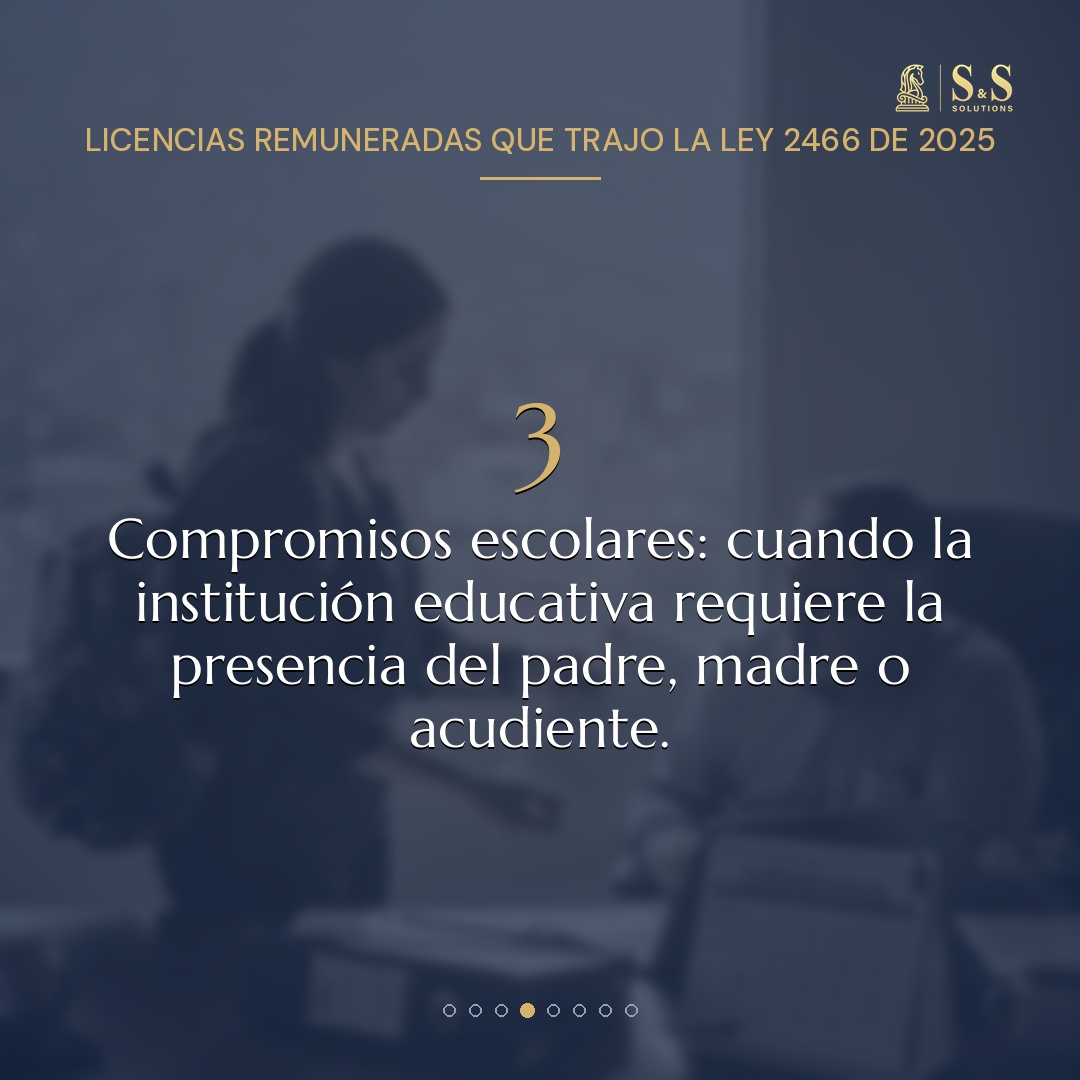 S&S
SOLUTIONS
LICENCIAS REMUNERADAS QUE TRAJO LA LEY 2466 DE 2025
3
Compromisos escolares: cuando la
institución educativa requiere la
presencia del padre, madre o
acudiente.